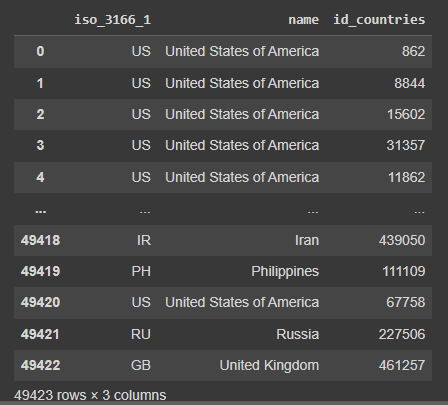 iso_3166_1 name id_countries
0 US United States of America 862
1 US United States of America 8844
2 US United States of America 15602
3 US United States of America 31357
4 US United States of America 11862
... ... ... ...
49418 IR Iran 439050
49419 PH Philippines 111109
49420 US United States of America 67758
49421 RU Russia 227506
49422 GB United Kingdom 461257
49423 rows × 3 columns